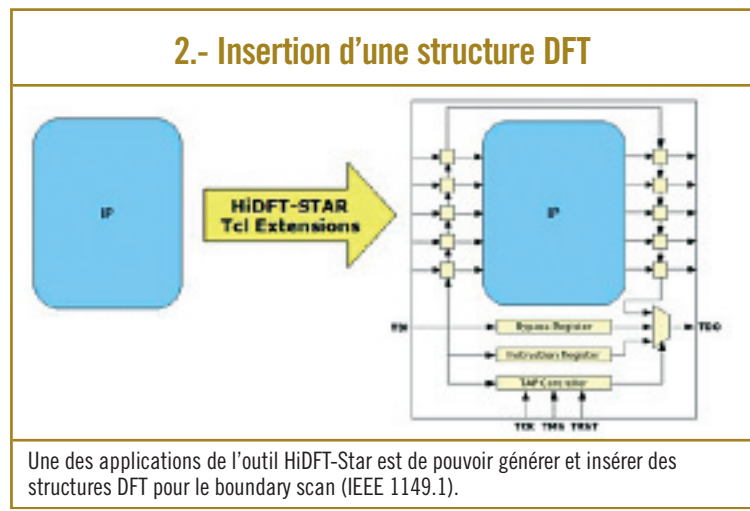 2.- Insertion d'une structure DFT
IP
HiDFT-STAR
Tcl Extensions
IP
TDI
Bypass Register
TDO
Instruction Register
TAP Controller
TCK TMS TRST
Une des applications de l'outil HiDFT-Star est de pouvoir générer et insérer des
structures DFT pour le boundary scan (IEEE 1149.1).